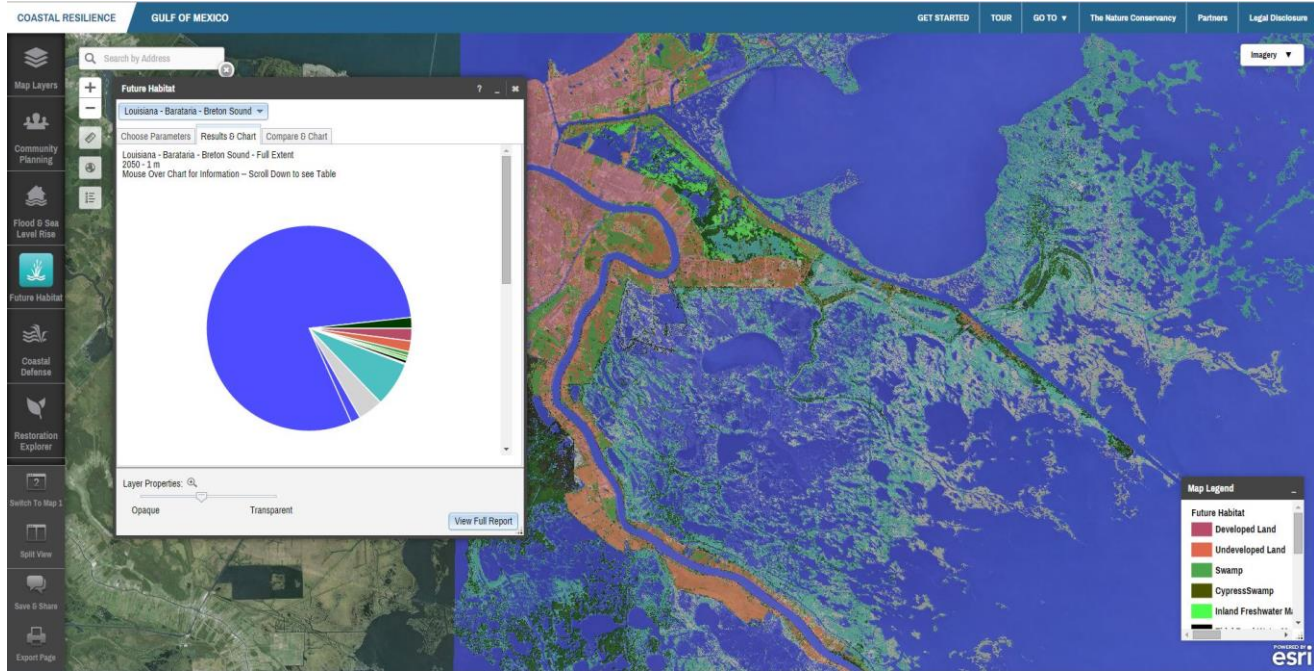 COASTAL RESILIENCE
GULF OF MEXICO
GET STARTED
TOUR
GO TO ▼
The Nature Conservancy
Partners
Legal Disclosure
Map Layers
Community
Planning
Flood & Sea
Level Rise
Future Habitat
Coastal
Defense
Restoration
Explorer
Switch To Map 1
Split View
Save & Share
Export Page
Search by Address
Imagery ▼
Future Habitat
Louisiana - Barataria - Breton Sound
Choose Parameters
Results & Chart
Compare & Chart
Louisiana - Barataria - Breton Sound - Full Extent
2050 - 1 m
Mouse Over Chart for Information – Scroll Down to see Table
Layer Properties:
Opaque
Transparent
View Full Report
Map Legend
Future Habitat
Developed Land
Undeveloped Land
Swamp
CypressSwamp
Inland Freshwater Ma
POWERED BY
esri